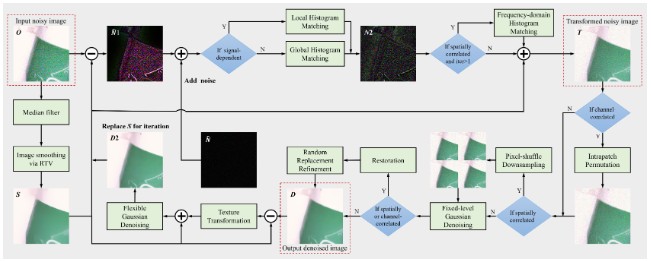 Input noisy image
O
Median filter
Image smoothing
via RTV
S
Ñ1
Add noise
If signal-
dependent
Y
N
Local Histogram
Matching
Global Histogram
Matching
N2
If spatially
correlated
and iter>1
Y
N
Frequency-domain
Histogram
Matching
Transformed noisy image
T
If channel
correlated
N
Y
Intrapatch
Permutation
If spatially
correlated
Y
N
Pixel-shuffle
Downsampling
Fixed-level
Gaussian
Denoising
If spatially
or channel-
correlated
Y
N
Restoration
Random
Replacement
Refinement
D
Output denoised image
Texture
Transformation
Flexible
Gaussian
Denoising
D2
Replace S for iteration
Ñ